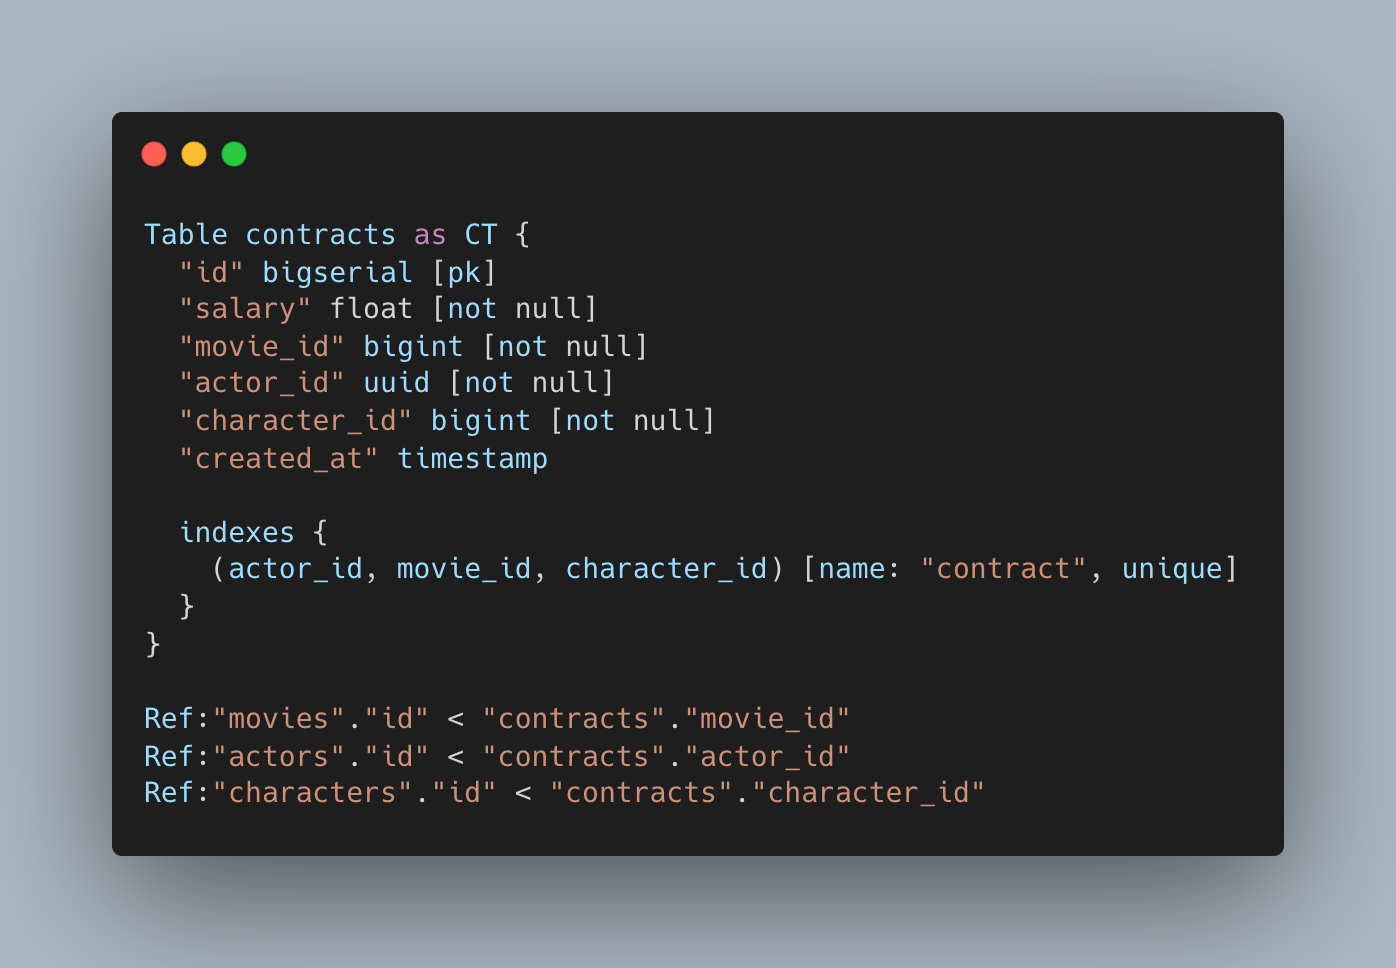 Table contracts as CT {
  "id" bigserial [pk]
  "salary" float [not null]
  "movie_id" bigint [not null]
  "actor_id" uuid [not null]
  "character_id" bigint [not null]
  "created_at" timestamp

  indexes {
    (actor_id, movie_id, character_id) [name: "contract", unique]
  }
}

Ref:"movies"."id" < "contracts"."movie_id"
Ref:"actors"."id" < "contracts"."actor_id"
Ref:"characters"."id" < "contracts"."character_id"